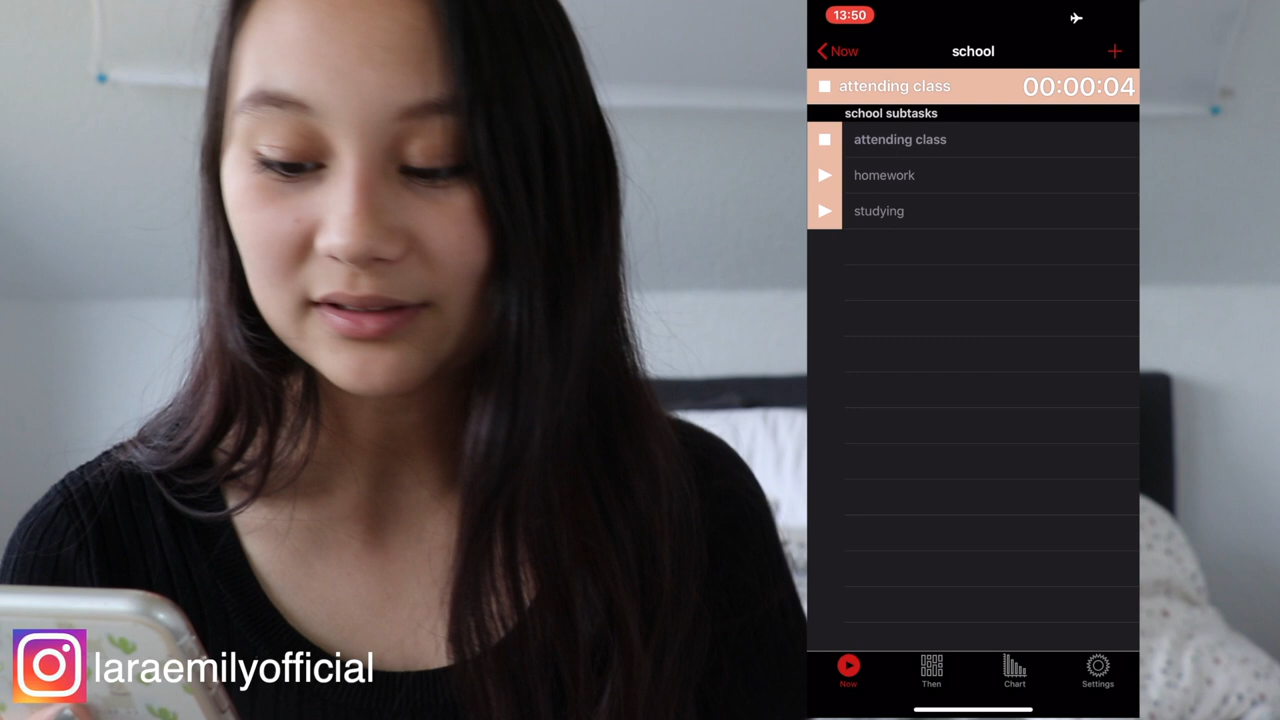 13:50
Now
school
attending class 00:00:04
school subtasks
attending class
homework
studying
Now Then Chart Settings
laraemilyofficial